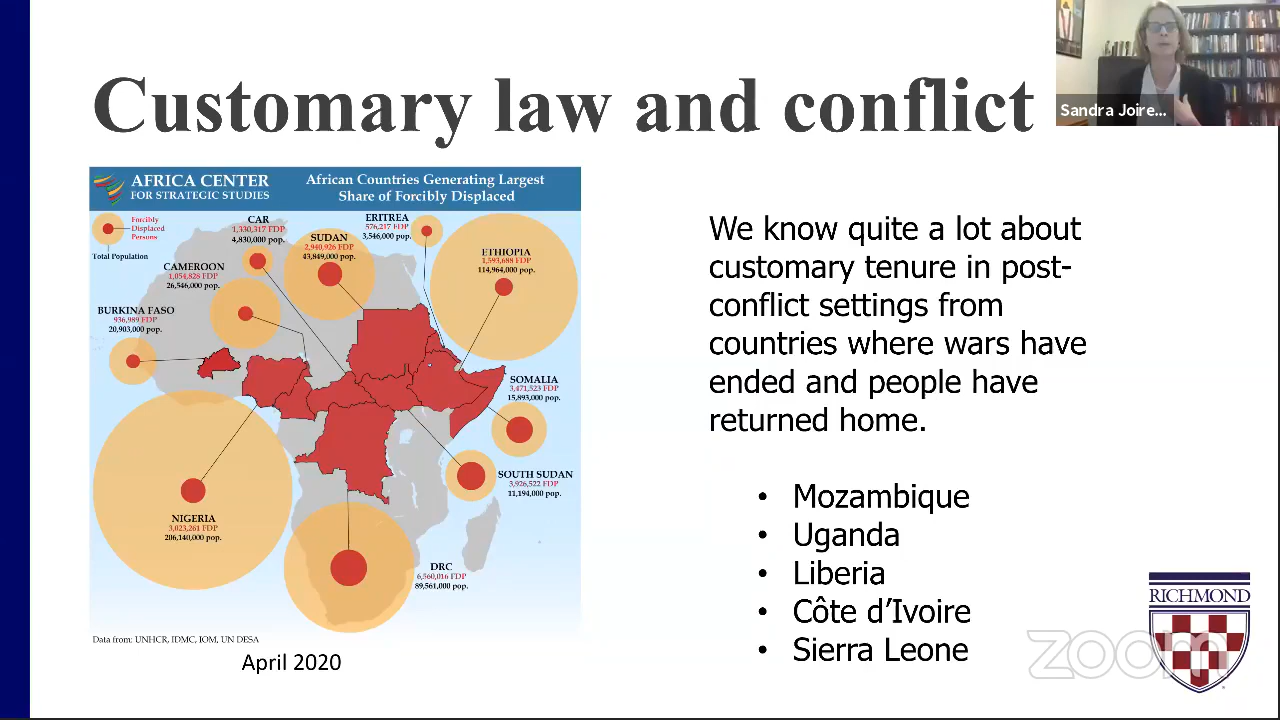 Customary law and conflict
Sandra Joire...
AFRICA CENTER
FOR STRATEGIC STUDIES
African Countries Generating Largest
Share of Forcibly Displaced
Forcibly
Displaced
Persons
Total Population
CAR
1,330,317 FDP
4,830,000 pop.
SUDAN
2,940,926 FDP
43,849,000 pop.
ERITREA
576,217 FDP
3,546,000 pop.
ETHIOPIA
1,593,688 FDP
114,964,000 pop.
CAMEROON
1,054,828 FDP
26,546,000 pop.
BURKINA FASO
936,989 FDP
20,903,000 pop.
SOMALIA
3,471,523 FDP
15,893,000 pop.
SOUTH SUDAN
3,926,522 FDP
11,194,000 pop.
NIGERIA
3,023,261 FDP
206,140,000 pop.
DRC
6,560,016 FDP
89,561,000 pop.
Data from: UNHCR, IDMC, IOM, UN DESA
April 2020
We know quite a lot about
customary tenure in post-
conflict settings from
countries where wars have
ended and people have
returned home.
• Mozambique
• Uganda
• Liberia
• Côte d’Ivoire
• Sierra Leone
RICHMOND
zoom